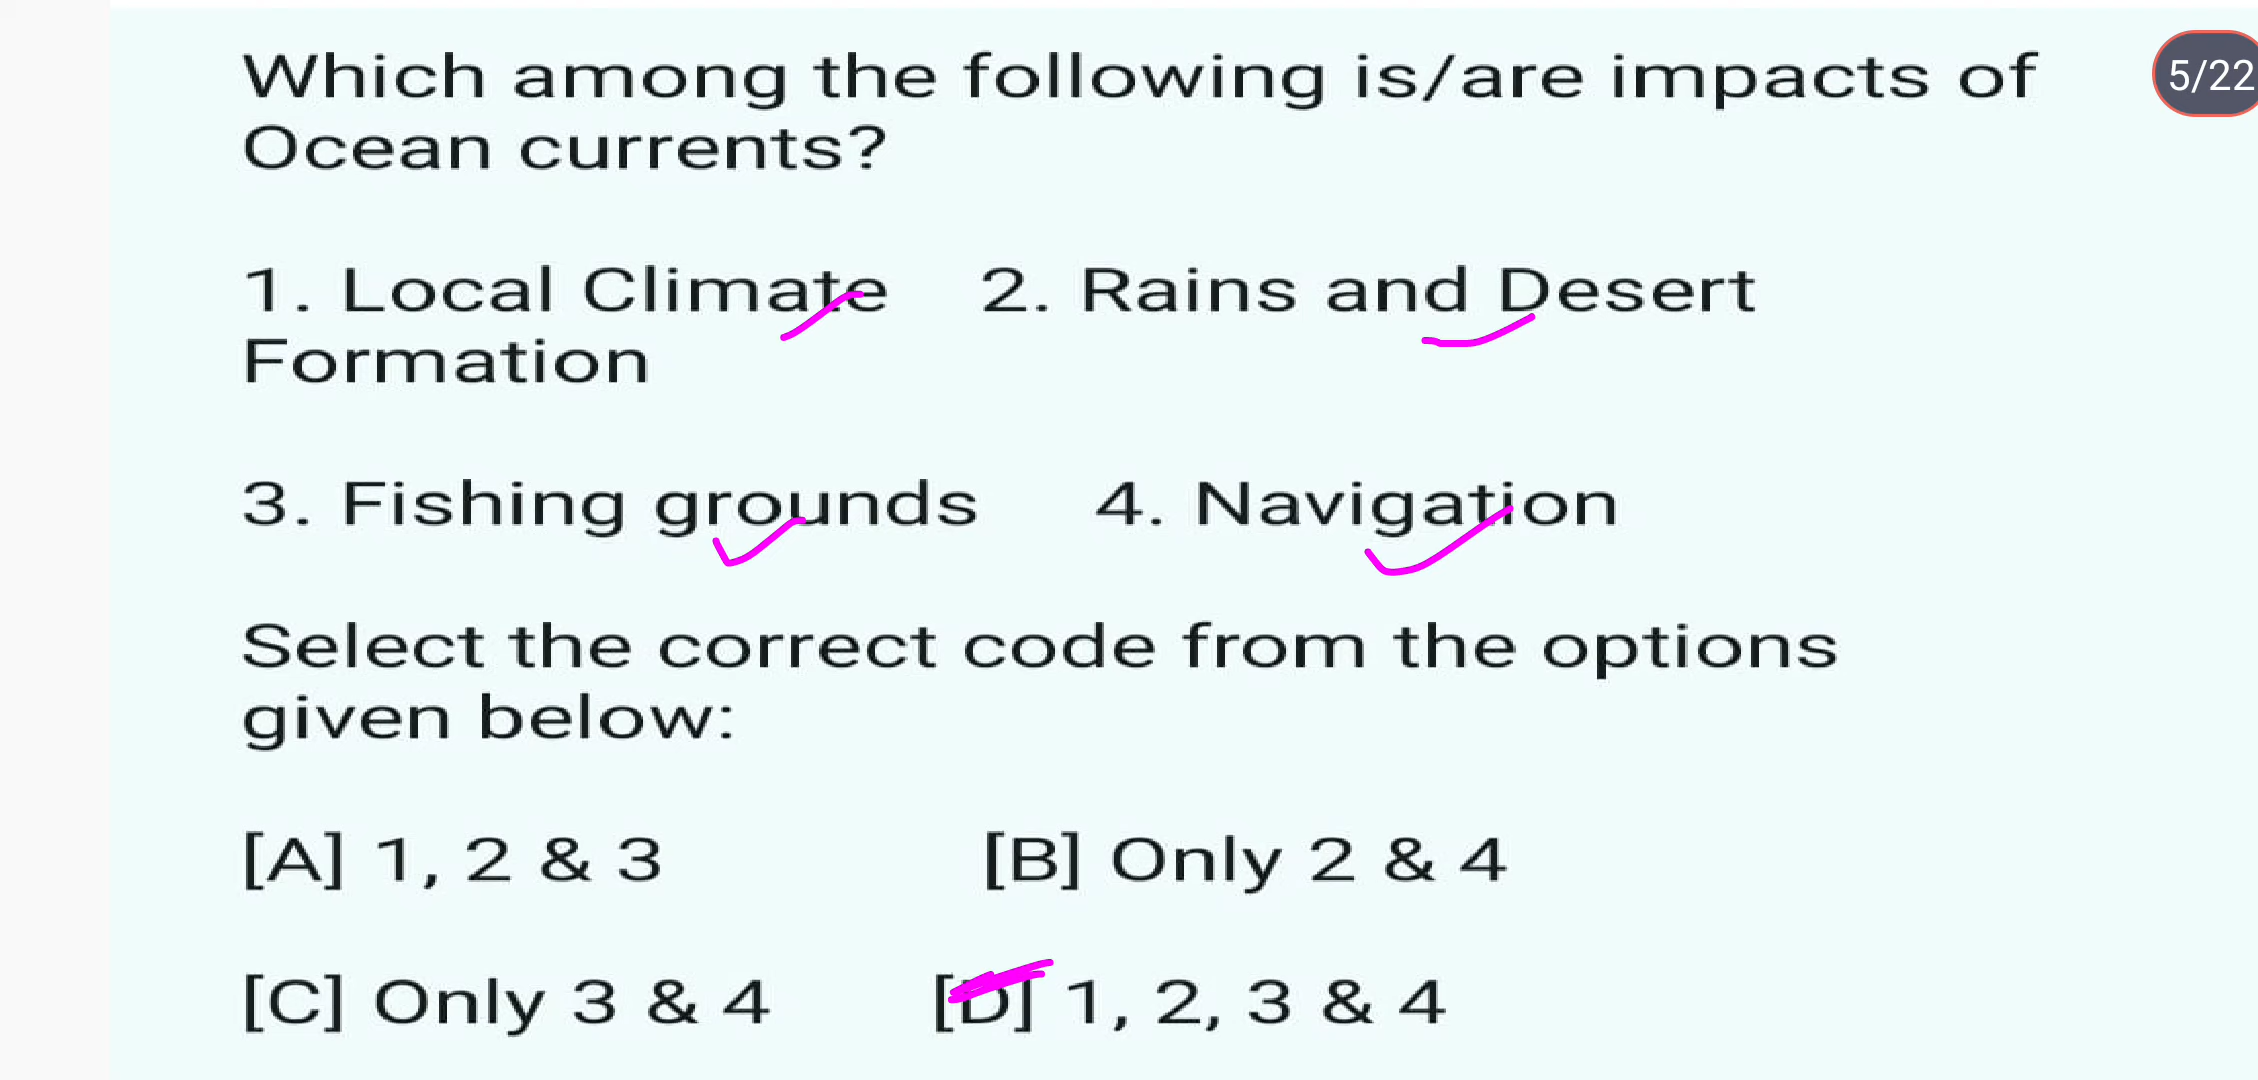 Which among the following is/are impacts of
5/22
Ocean currents?
1. Local Climate 2. Rains and Desert
Formation
3. Fishing grounds 4. Navigation
Select the correct code from the options
given below:
[A] 1, 2 & 3 [B] Only 2 & 4
[C] Only 3 & 4 [D] 1, 2, 3 & 4